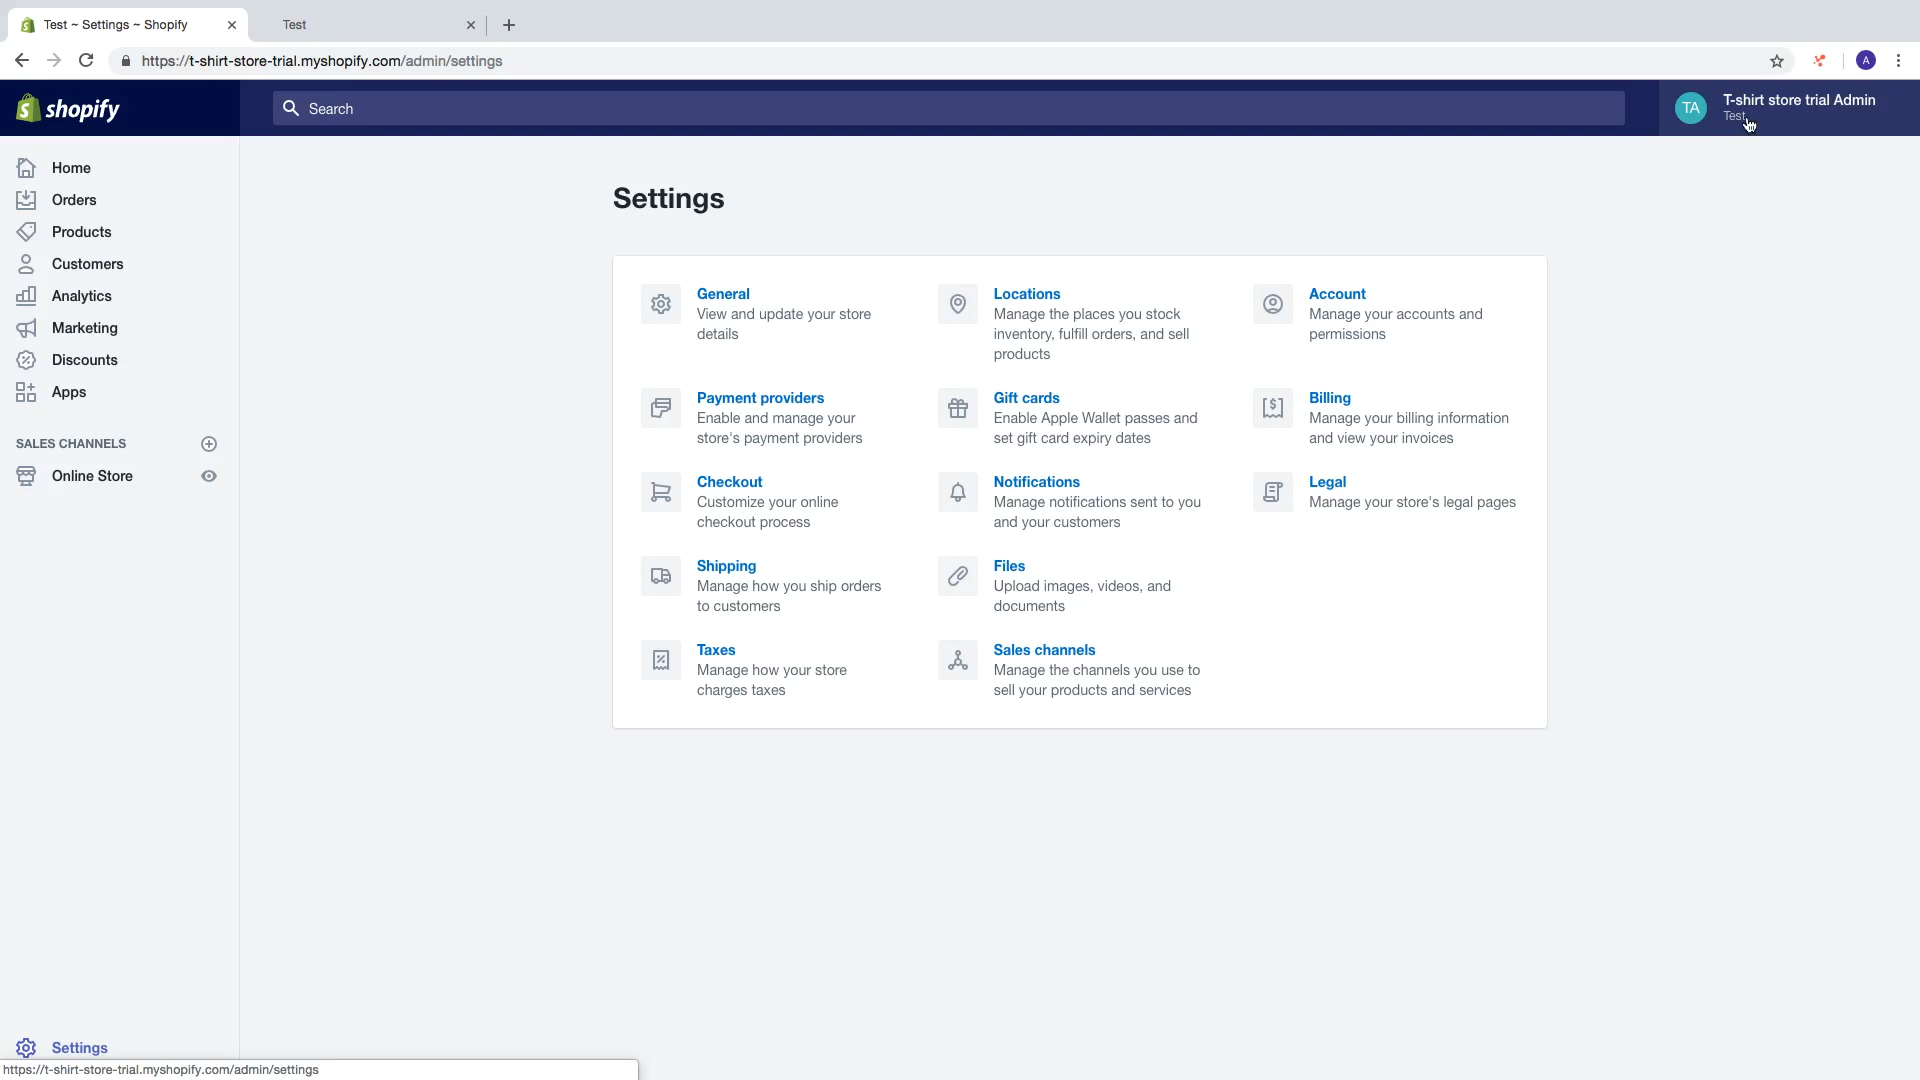 Test ~ Settings ~ Shopify
Test
https://t-shirt-store-trial.myshopify.com/admin/settings
A
shopify
Search
TA
T-shirt store trial Admin
Test
Home
Orders
Products
Customers
Analytics
Marketing
Discounts
Apps
SALES CHANNELS
Online Store
Settings
General
View and update your store
details
Locations
Manage the places you stock
inventory, fulfill orders, and sell
products
Account
Manage your accounts and
permissions
Payment providers
Enable and manage your
store's payment providers
Gift cards
Enable Apple Wallet passes and
set gift card expiry dates
Billing
Manage your billing information
and view your invoices
Checkout
Customize your online
checkout process
Notifications
Manage notifications sent to you
and your customers
Legal
Manage your store's legal pages
Shipping
Manage how you ship orders
to customers
Files
Upload images, videos, and
documents
Taxes
Manage how your store
charges taxes
Sales channels
Manage the channels you use to
sell your products and services
Settings
https://t-shirt-store-trial.myshopify.com/admin/settings